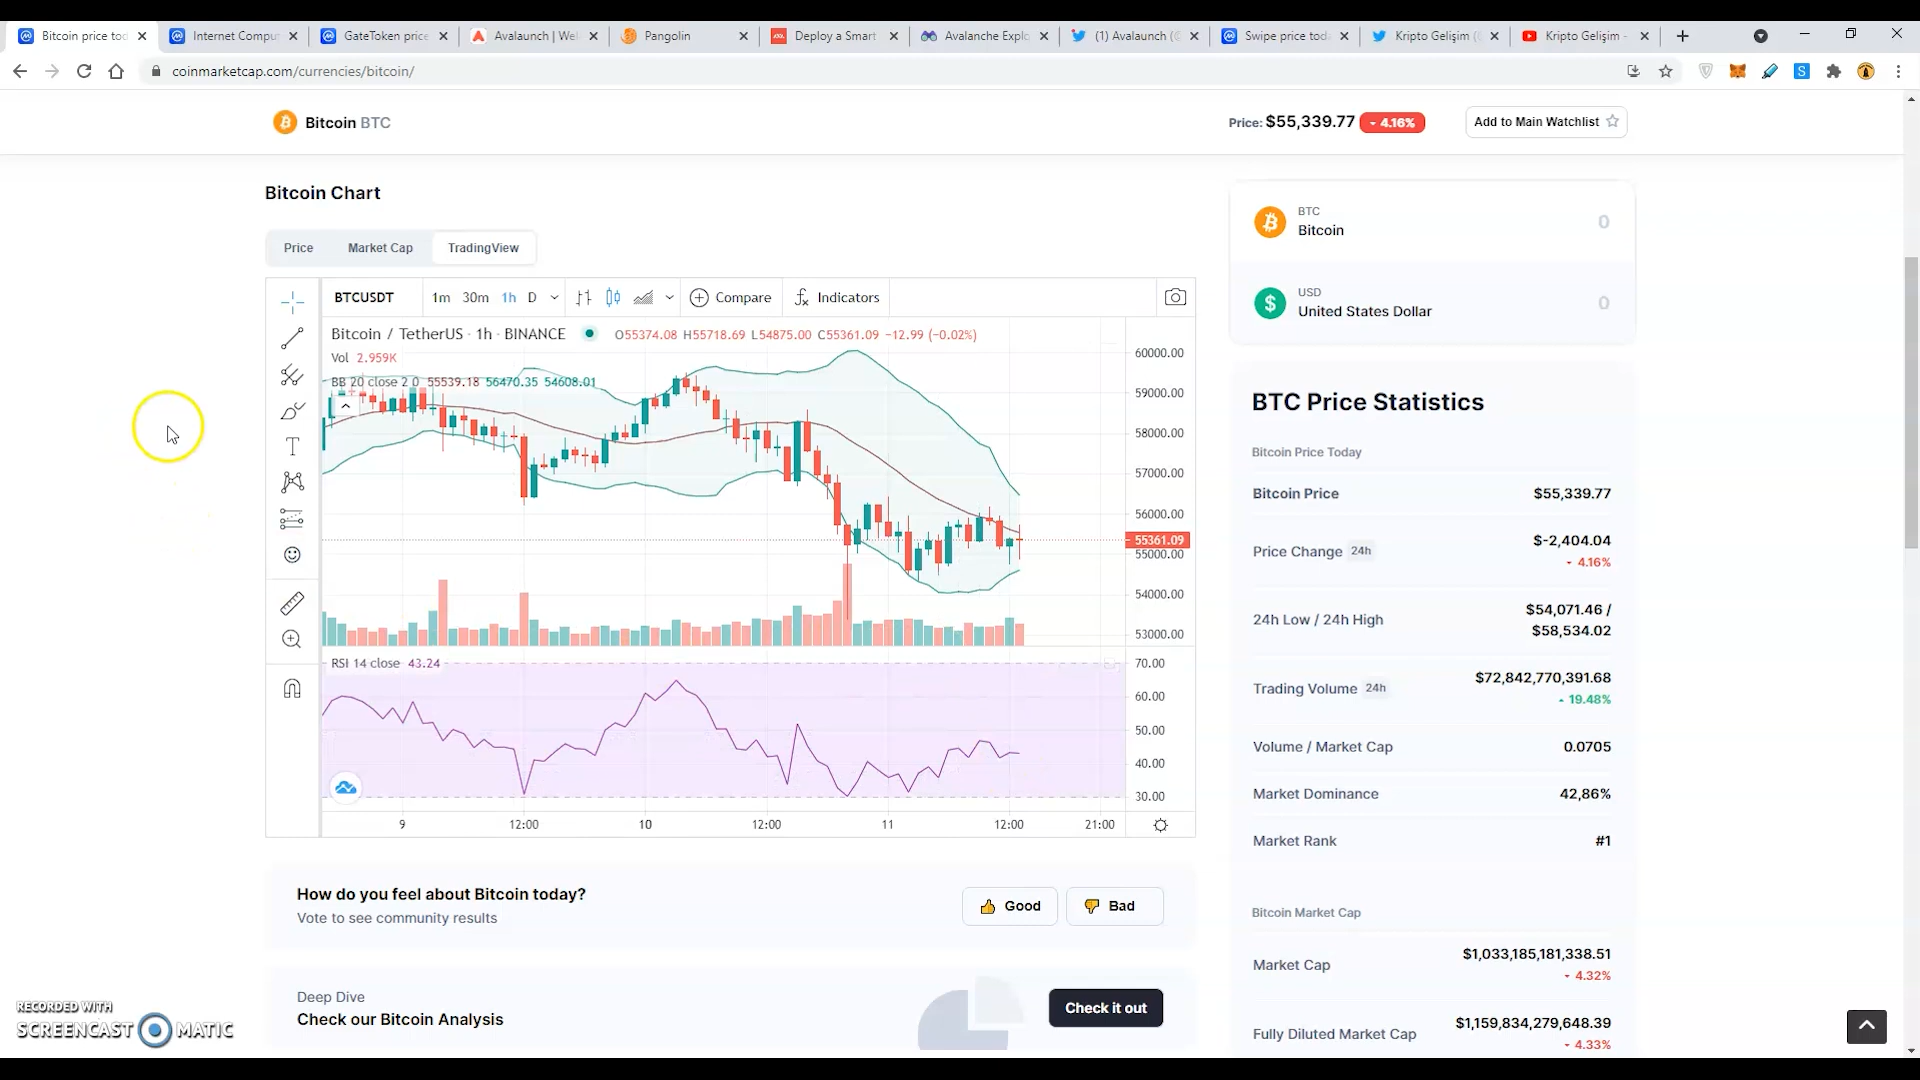 Bitcoin price tod
Internet Compu
GateToken price
Avalaunch | Wel
Pangolin
Deploy a Smart
Avalanche Explo
(1) Avalaunch (@
Swipe price toda
Kripto Gelişim (@
Kripto Gelişim -
coinmarketcap.com/currencies/bitcoin/
Bitcoin BTC
Price: $55,339.77 4.16%
Add to Main Watchlist
Bitcoin Chart
Price Market Cap TradingView
BTCUSDT 1m 30m 1h D Compare Indicators
Bitcoin / TetherUS · 1h · BINANCE O55374.08 H55718.69 L54875.00 C55361.09 −12.99 (−0.02%)
Vol 2.959K
BB 20 close 2 0 55539.18 56470.35 54608.01
60000.00
59000.00
58000.00
57000.00
56000.00
55361.09
55000.00
54000.00
53000.00
RSI 14 close 43.24
70.00
60.00
50.00
40.00
30.00
9 12:00 10 12:00 11 12:00 21:00
How do you feel about Bitcoin today?
Vote to see community results
Good
Bad
Deep Dive
Check our Bitcoin Analysis
Check it out
BTC
Bitcoin 0
USD
United States Dollar 0
BTC Price Statistics
Bitcoin Price Today
Bitcoin Price $55,339.77
Price Change 24h $-2,404.04
4.16%
24h Low / 24h High $54,071.46 /
$58,534.02
Trading Volume 24h $72,842,770,391.68
19.48%
Volume / Market Cap 0.0705
Market Dominance 42,86%
Market Rank #1
Bitcoin Market Cap
Market Cap $1,033,185,181,338.51
4.32%
Fully Diluted Market Cap $1,159,834,279,648.39
4.33%
RECORDED WITH
SCREENCAST MATIC